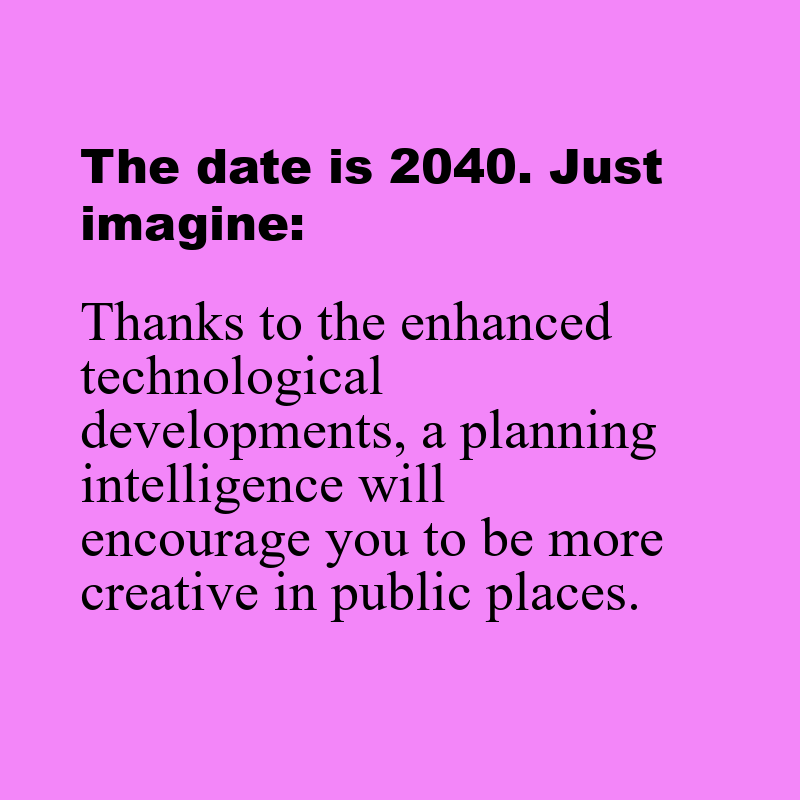 The date is 2040. Just
imagine:
Thanks to the enhanced
technological
developments, a planning
intelligence will
encourage you to be more
creative in public places.